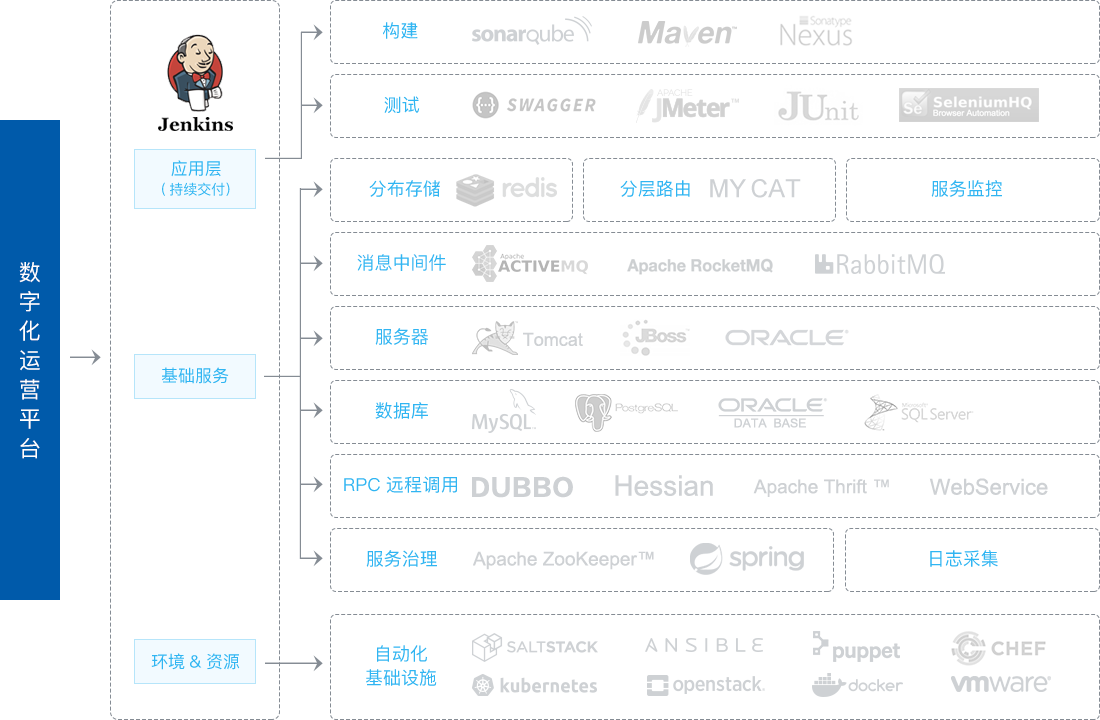 数字化运营平台
Jenkins
应用层
( 持续交付)
基础服务
环境 & 资源
构建 sonarqube Maven™ Sonatype Nexus
测试 SWAGGER APACHE JMeter™ JUnit Se SeleniumHQ Browser Automation
分布存储 redis
分层路由 MY CAT
服务监控
消息中间件 Apache ACTIVEMQ Apache RocketMQ RabbitMQ
服务器 Tomcat JBoss ORACLE®
数据库 MySQL™ PostgreSQL ORACLE® DATA BASE Microsoft SQL Server
RPC 远程调用 DUBBO Hessian Apache Thrift ™ WebService
服务治理 Apache ZooKeeper™ spring
日志采集
自动化
基础设施
SALTSTACK ANSIBLE puppet CHEF
kubernetes openstack. docker vmware®